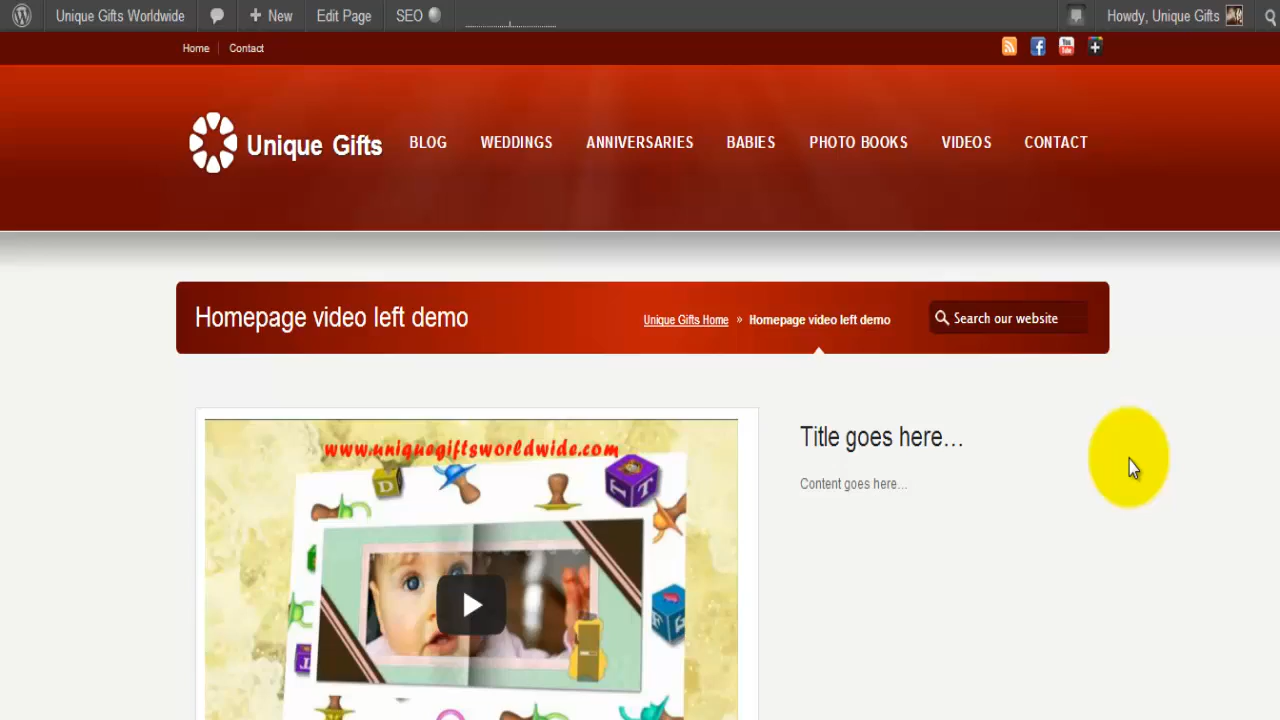 Unique Gifts Worldwide New Edit Page SEO Howdy, Unique Gifts
Home Contact
Unique Gifts BLOG WEDDINGS ANNIVERSARIES BABIES PHOTO BOOKS VIDEOS CONTACT
Homepage video left demo Unique Gifts Home » Homepage video left demo Search our website
www.uniquegiftsworldwide.com
Title goes here...
Content goes here...